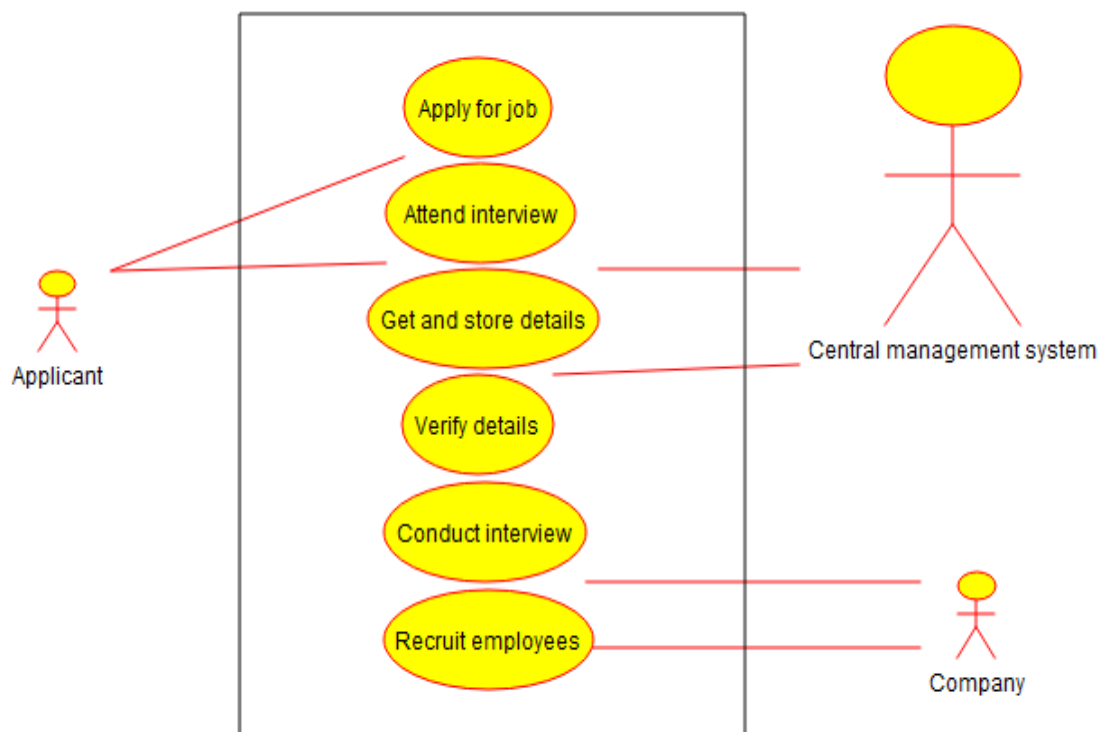 Apply for job
Attend interview
Get and store details
Central management system
Applicant
Verify details
Conduct interview
Recruit employees
Company